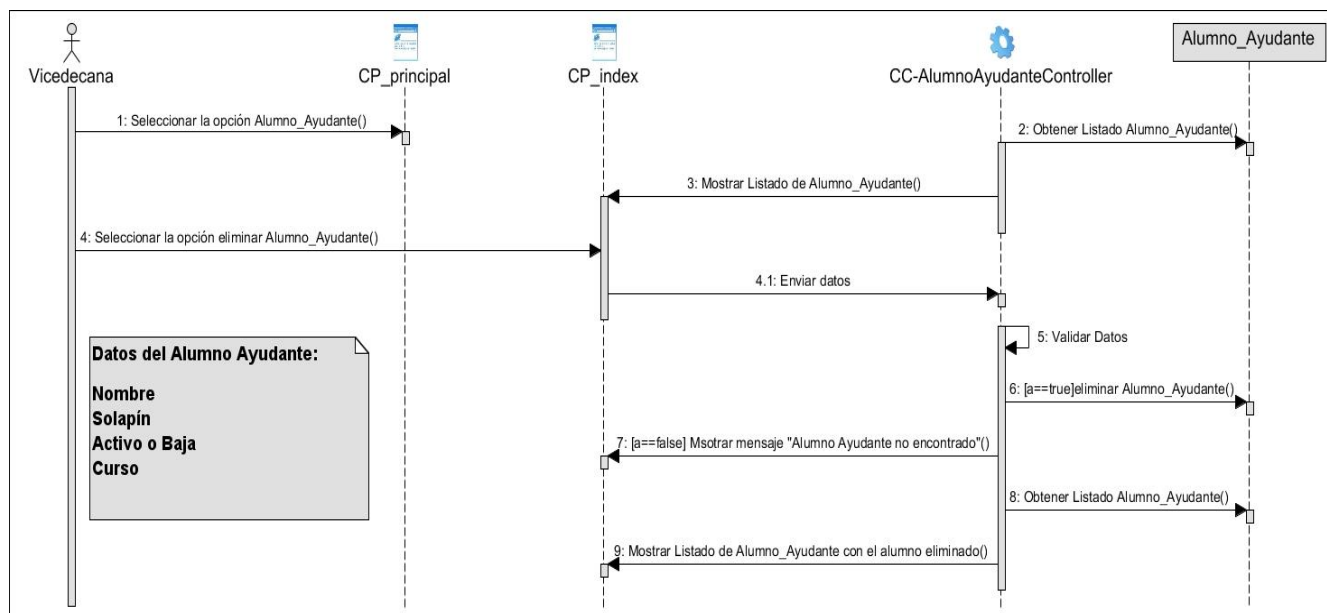 Vicedecana
CP_principal
CP_index
CC-AlumnoAyudanteController
Alumno_Ayudante
1: Seleccionar la opción Alumno_Ayudante()
2: Obtener Listado Alumno_Ayudante()
3: Mostrar Listado de Alumno_Ayudante()
4: Seleccionar la opción eliminar Alumno_Ayudante()
4.1: Enviar datos
5: Validar Datos
6: [a==true]eliminar Alumno_Ayudante()
7: [a==false] Msotrar mensaje "Alumno Ayudante no encontrado"()
8: Obtener Listado Alumno_Ayudante()
9: Mostrar Listado de Alumno_Ayudante con el alumno eliminado()
Datos del Alumno Ayudante:
Nombre
Solapín
Activo o Baja
Curso